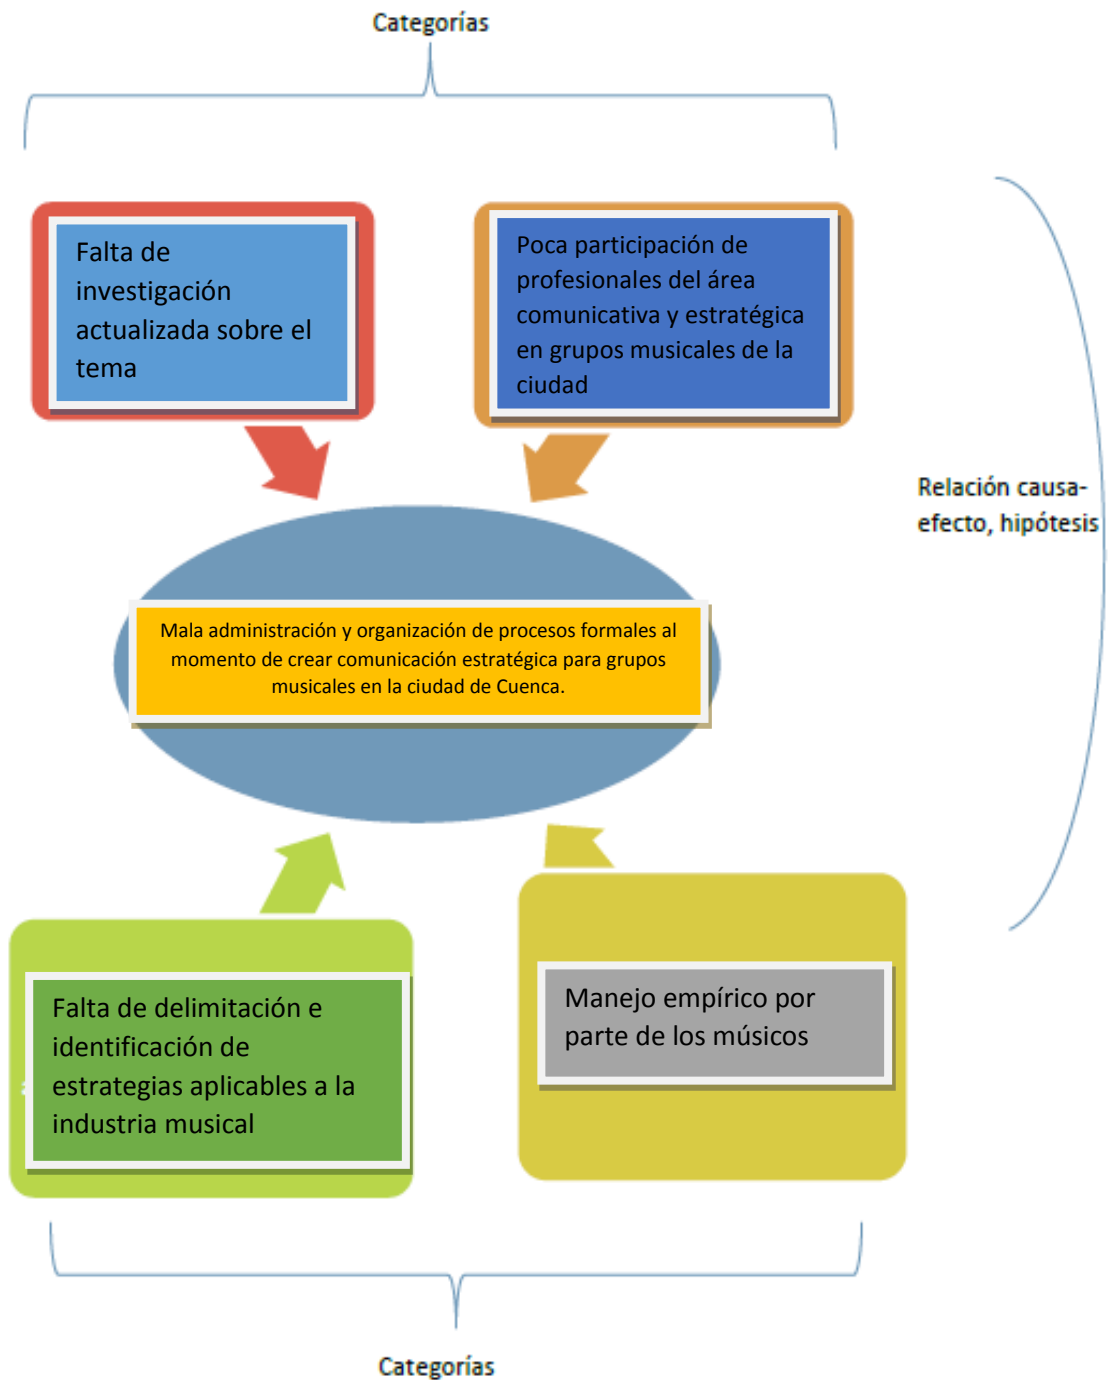 Categorías
Falta de
investigación
actualizada sobre el
tema
Poca participación de
profesionales del área
comunicativa y estratégica
en grupos musicales de la
ciudad
Relación causa-
efecto, hipótesis
Mala administración y organización de procesos formales al
momento de crear comunicación estratégica para grupos
musicales en la ciudad de Cuenca.
Falta de delimitación e
identificación de
estrategias aplicables a la
industria musical
Manejo empírico por
parte de los músicos
Categorías